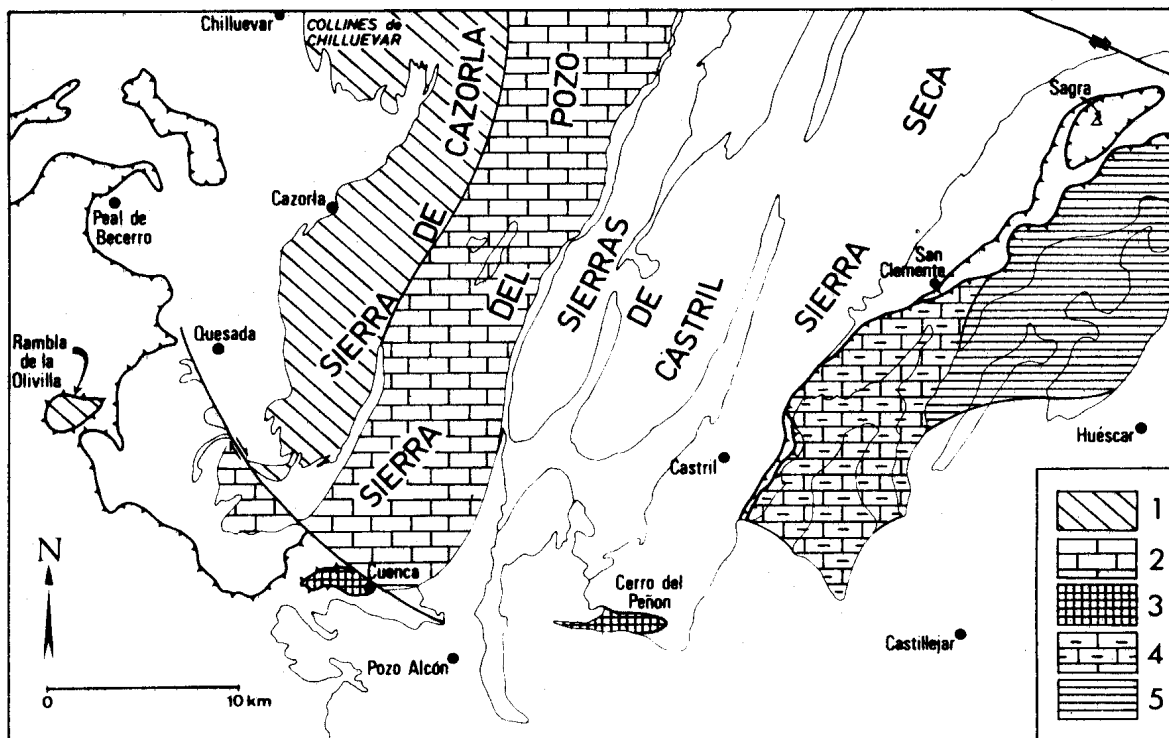 Chilluevar
COLLINES de
CHILLUEVAR
SIERRA DE CAZORLA
SIERRA DEL POZO
SIERRAS DE CASTRIL
SIERRA SECA
Sagra
Cazorla
Peal de
Becerro
San
Clemente
Quesada
Rambla
de la
Olivilla
Huéscar
Castril
Cuenca
Cerro del
Peñon
Castillejar
Pozo Alcón
N
0 10 km
1
2
3
4
5